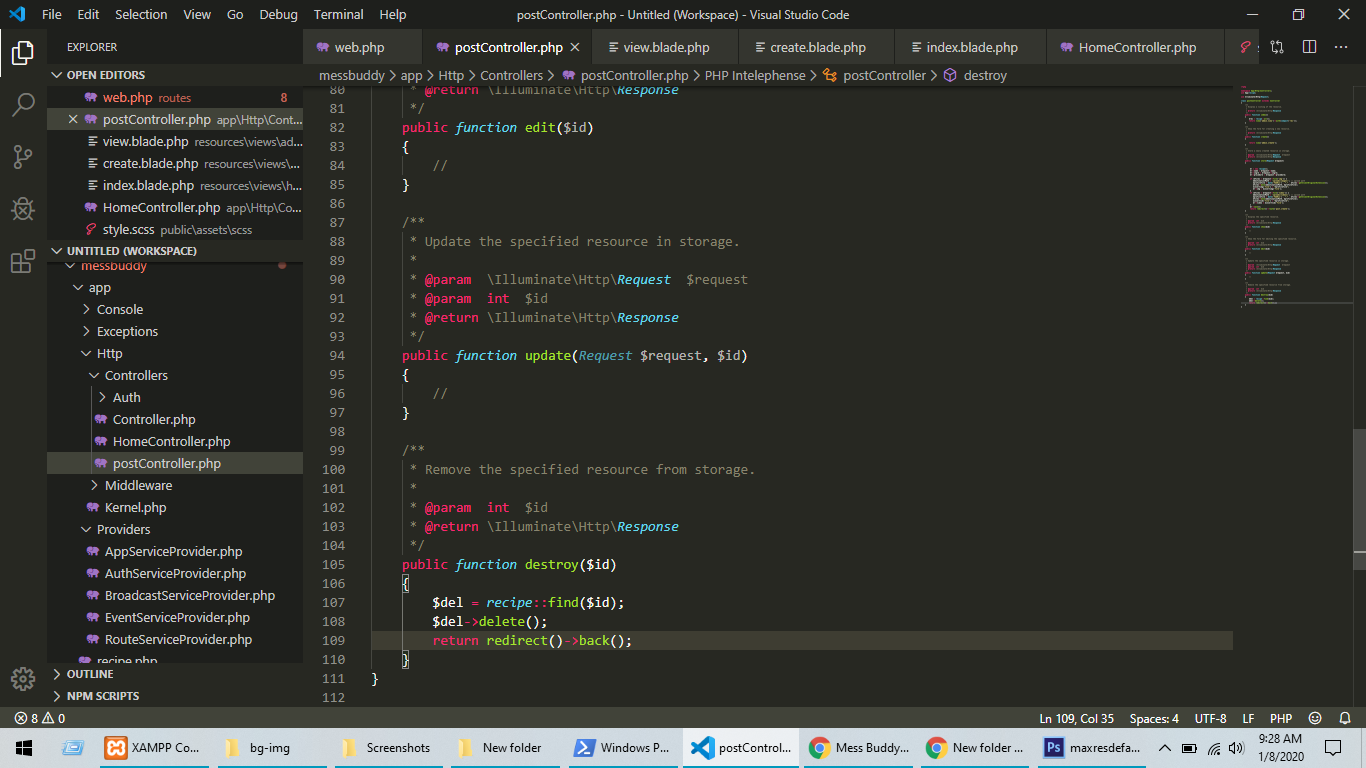 File Edit Selection View Go Debug Terminal Help postController.php - Untitled (Workspace) - Visual Studio Code
EXPLORER
web.php postController.php view.blade.php create.blade.php index.blade.php HomeController.php
messbuddy > app > Http > Controllers > postController.php > PHP Intelephense > postController > destroy
OPEN EDITORS
web.php routes 8
postController.php app\Http\Cont...
view.blade.php resources\views\ad...
create.blade.php resources\views\...
index.blade.php resources\views\h...
HomeController.php app\Http\Co...
style.scss public\assets\scss
UNTITLED (WORKSPACE)
messbuddy
app
Console
Exceptions
Http
Controllers
Auth
Controller.php
HomeController.php
postController.php
Middleware
Kernel.php
Providers
AppServiceProvider.php
AuthServiceProvider.php
BroadcastServiceProvider.php
EventServiceProvider.php
RouteServiceProvider.php
recipe.php
OUTLINE
NPM SCRIPTS
80 * @return \Illuminate\Http\Response
81 */
82 public function edit($id)
83 {
84 //
85 }
86
87 /**
88 * Update the specified resource in storage.
89 *
90 * @param \Illuminate\Http\Request $request
91 * @param int $id
92 * @return \Illuminate\Http\Response
93 */
94 public function update(Request $request, $id)
95 {
96 //
97 }
98
99 /**
100 * Remove the specified resource from storage.
101 *
102 * @param int $id
103 * @return \Illuminate\Http\Response
104 */
105 public function destroy($id)
106 {
107 $del = recipe::find($id);
108 $del->delete();
109 return redirect()->back();
110 }
111 }
112
8 0 Ln 109, Col 35 Spaces: 4 UTF-8 LF PHP
XAMPP Co... bg-img Screenshots New folder Windows P... postControl... Mess Buddy... New folder ... Ps maxresdefa... 9:28 AM
1/8/2020